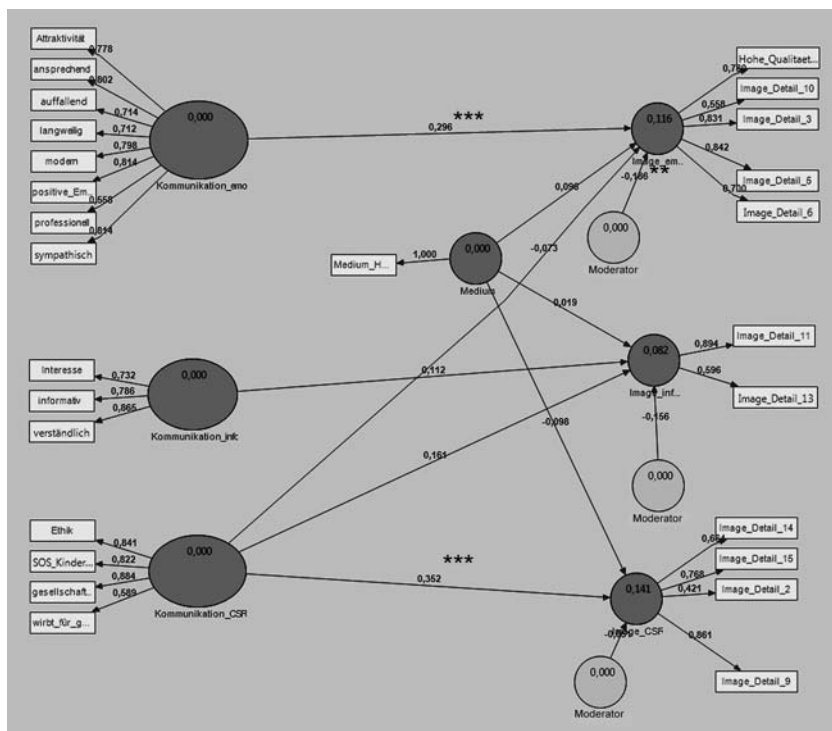 Attraktivität
0,778
ansprechend
0,802
auffallend
0,714
langweilig
0,712
modern
0,798
positive_Em...
0,814
professionell
0,558
sympathisch
0,814
0,000
Kommunikation_emo
***
0,296
0,116
Image_em...
Hohe_Qualitaet...
Image_Detail_10
0,558
Image_Detail_3
0,831
Image_Detail_5
0,842
Image_Detail_6
0,700
-0,186
**
0,000
Moderator
0,096
-0,073
Medium_H...
1,000
0,000
Medium
0,019
-0,098
Interesse
0,732
informativ
0,786
verständlich
0,865
0,000
Kommunikation_info
0,112
0,082
Image_inf...
Image_Detail_11
0,894
Image_Detail_13
0,596
-0,156
0,000
Moderator
0,161
Ethik
0,841
SOS_Kinder...
0,822
gesellschaft...
0,884
wirbt_für_g...
0,589
0,000
Kommunikation_CSR
***
0,352
0,141
Image_CSR
Image_Detail_14
Image_Detail_15
0,768
Image_Detail_2
0,421
Image_Detail_9
0,861
0,000
Moderator